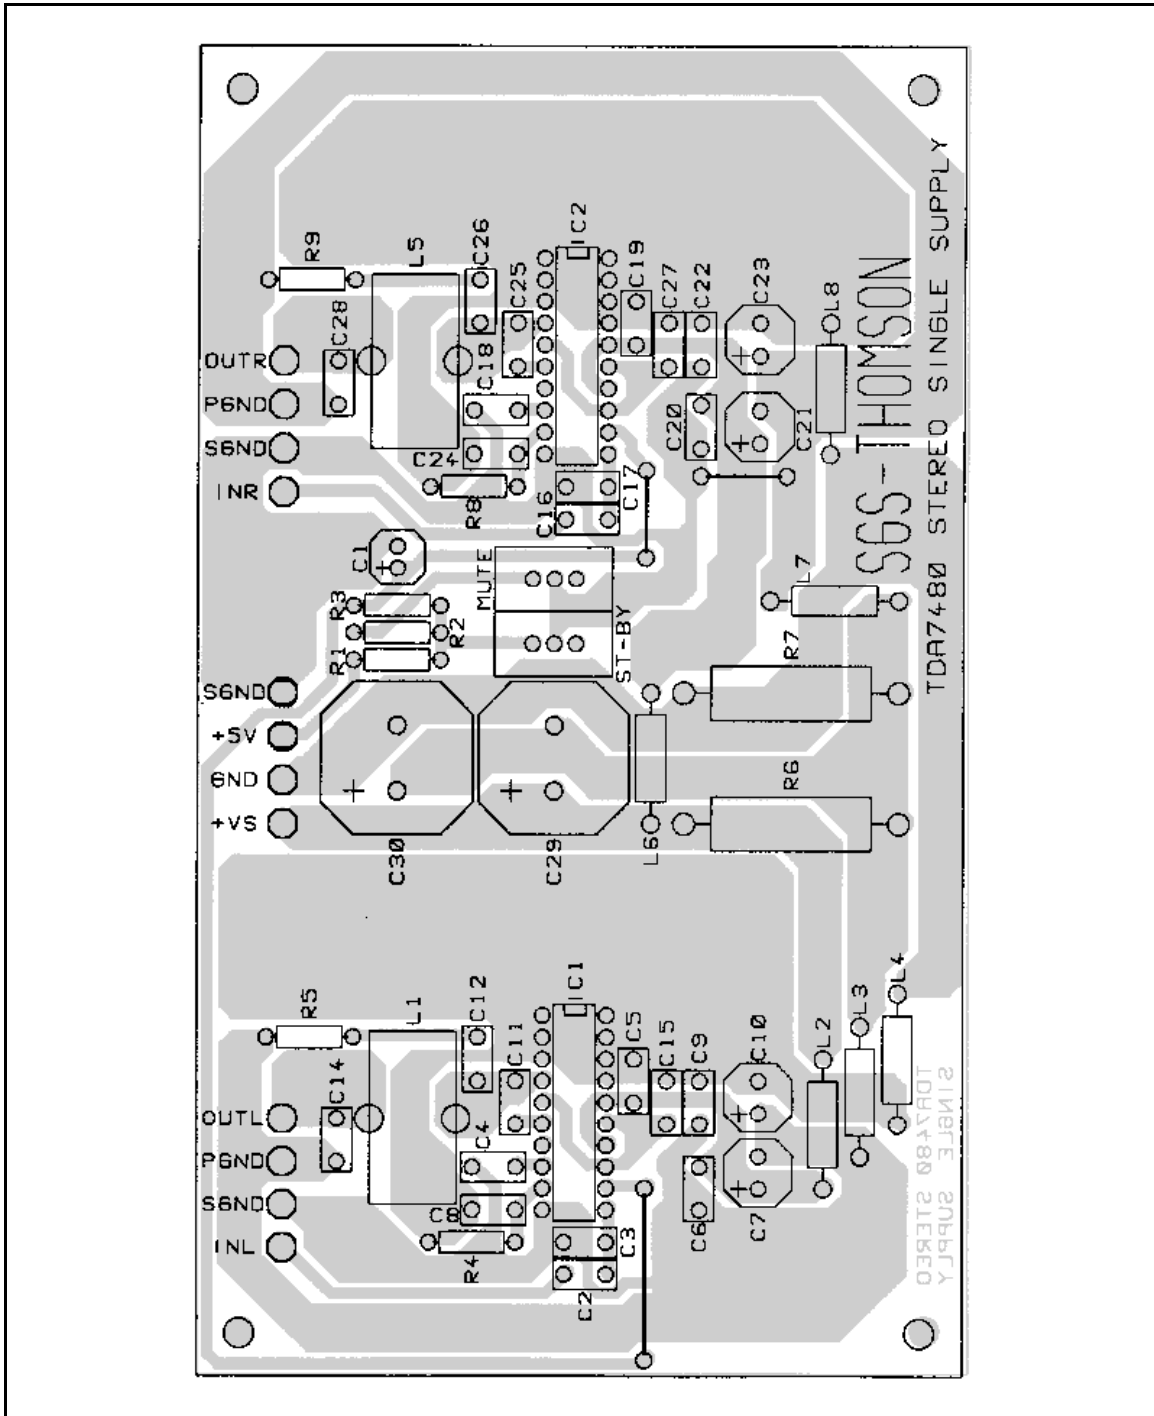 R9
L5
C26
C25
IC2
C19
C27
C22
C23
L8
OUTR
C28
PGND
C18
SGND
C24
C20
C21
INR
R8
C16
C17
C1
MUTE
ST-BY
R3
R2
R1
L7
R7
SGND
+5V
GND
+VS
C30
C29
L6
R6
SGS-THOMSON
TDA7480 STEREO SINGLE SUPPLY
R5
L1
C12
C11
IC1
C5
C15
C9
C10
L2
L3
L4
OUTL
C14
PGND
C4
SGND
C8
C6
C7
INL
R4
C3
C2
TDA7480 STEREO
SINGLE SUPPLY